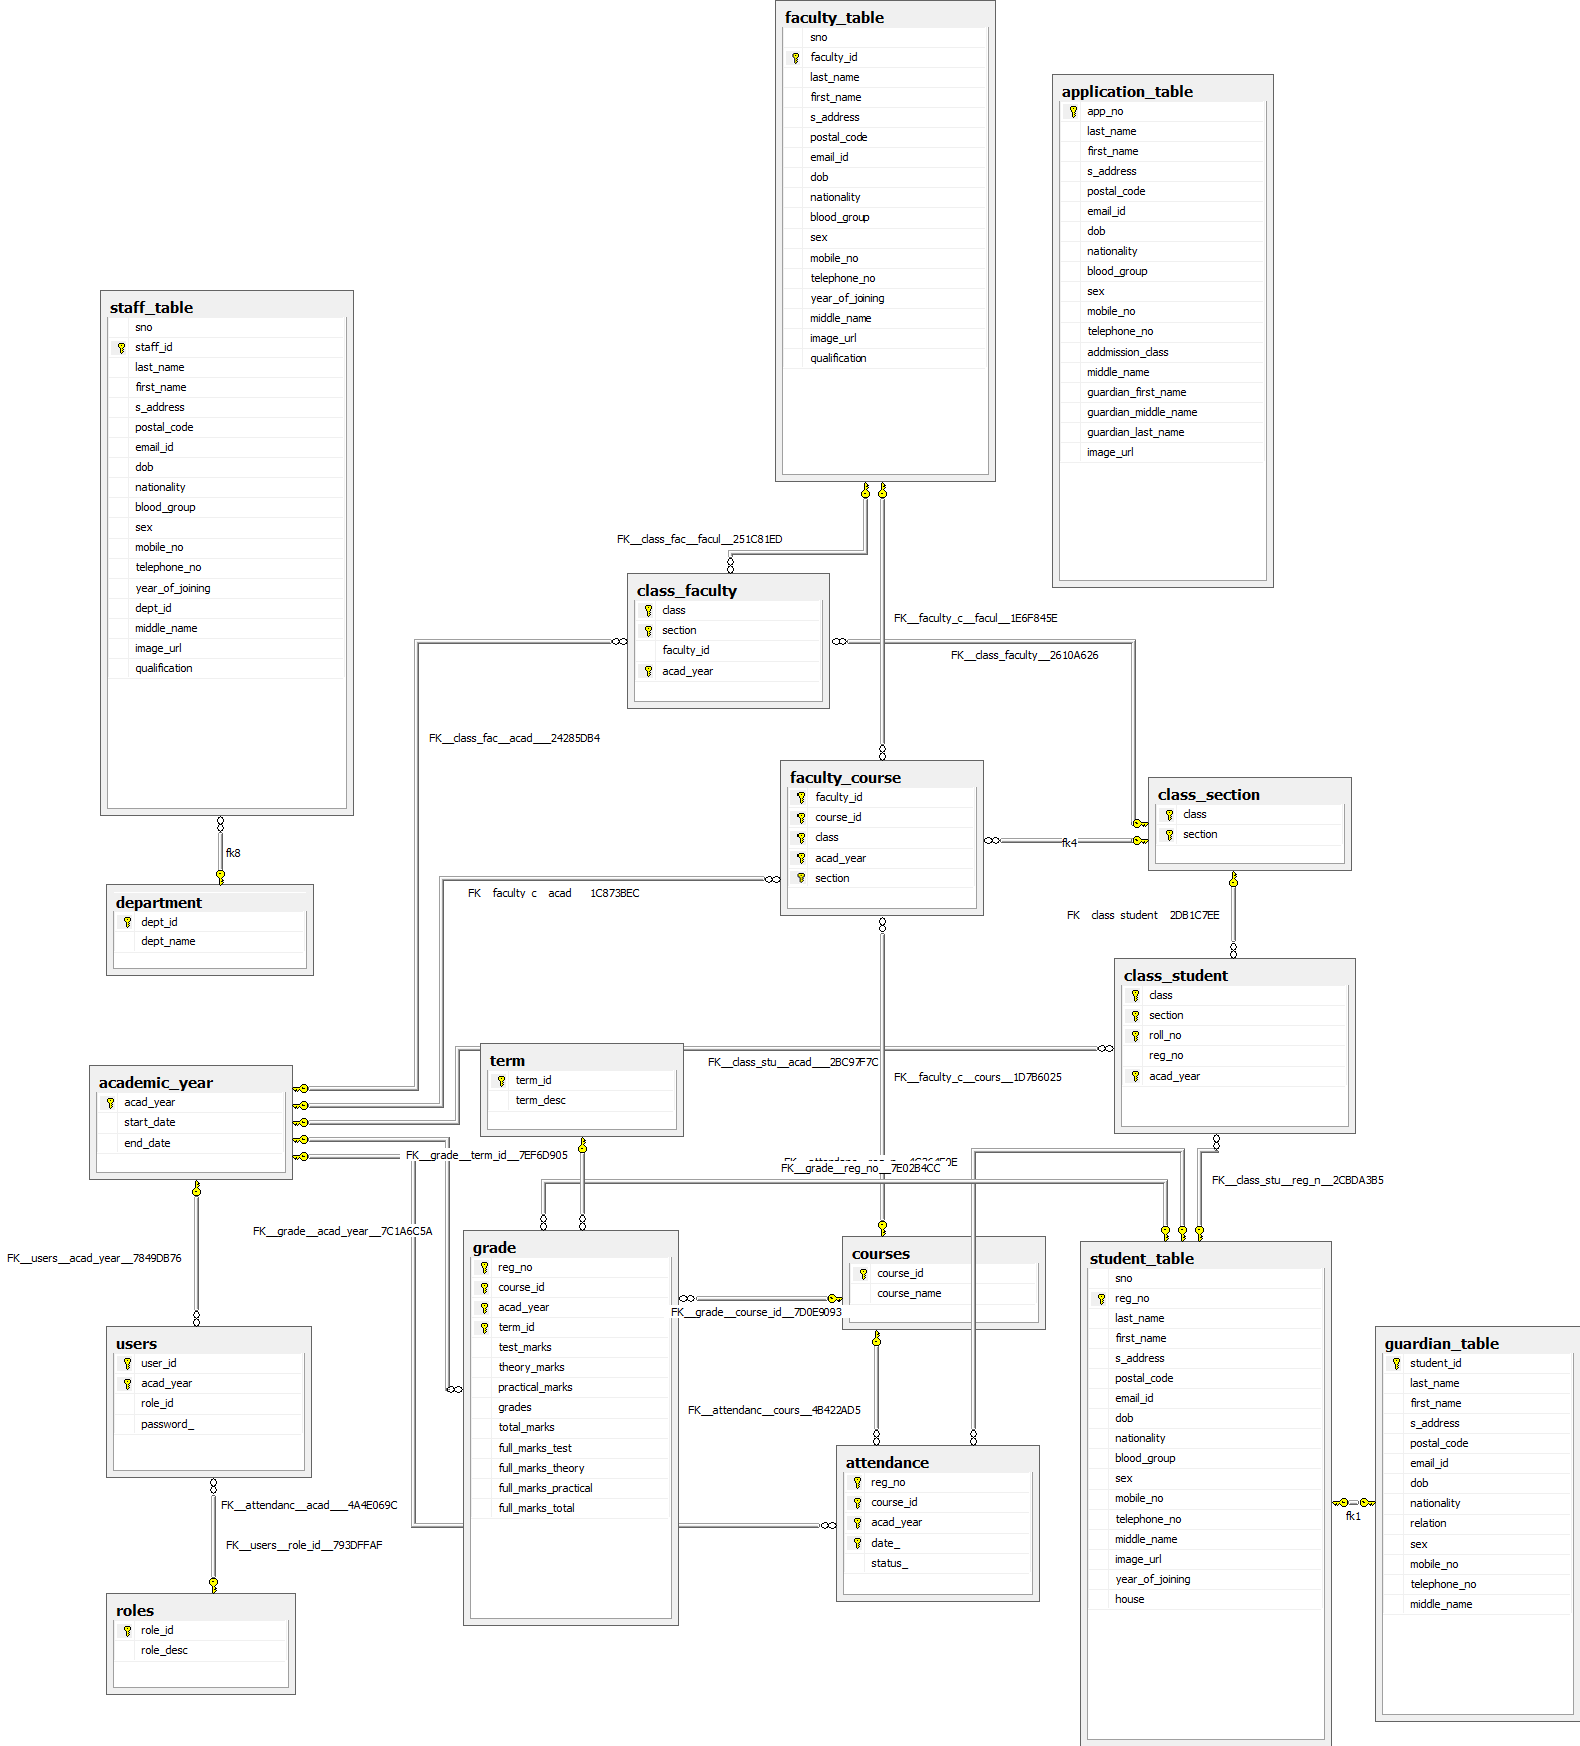 faculty_table
sno
faculty_id
last_name
first_name
s_address
postal_code
email_id
dob
nationality
blood_group
sex
mobile_no
telephone_no
year_of_joining
middle_name
image_url
qualification
application_table
app_no
last_name
first_name
s_address
postal_code
email_id
dob
nationality
blood_group
sex
mobile_no
telephone_no
addmission_class
middle_name
guardian_first_name
guardian_middle_name
guardian_last_name
image_url
staff_table
sno
staff_id
last_name
first_name
s_address
postal_code
email_id
dob
nationality
blood_group
sex
mobile_no
telephone_no
year_of_joining
dept_id
middle_name
image_url
qualification
FK__class_fac__facul__251C81ED
class_faculty
class
section
faculty_id
acad_year
FK__faculty_c__facul__1E6F845E
FK__class_faculty__2610A626
FK__class_fac__acad___24285DB4
faculty_course
faculty_id
course_id
class
acad_year
section
class_section
class
section
fk4
fk8
department
dept_id
dept_name
FK__faculty_c__acad___1C873BEC
FK__class_student__2DB1C7EE
class_student
class
section
roll_no
reg_no
acad_year
term
term_id
term_desc
FK__class_stu__acad___2BC97F7C
FK__faculty_c__cours__1D7B6025
academic_year
acad_year
start_date
end_date
FK__grade__term_id__7EF6D905
FK__grade__reg_no__7E02B4CC
FK__class_stu__reg_n__2CBDA3B5
FK__grade__acad_year__7C1A6C5A
FK__users__acad_year__7849DB76
grade
reg_no
course_id
acad_year
term_id
test_marks
theory_marks
practical_marks
grades
total_marks
full_marks_test
full_marks_theory
full_marks_practical
full_marks_total
courses
course_id
course_name
FK__grade__course_id__7D0E9093
student_table
sno
reg_no
last_name
first_name
s_address
postal_code
email_id
dob
nationality
blood_group
sex
mobile_no
telephone_no
middle_name
image_url
year_of_joining
house
guardian_table
student_id
last_name
first_name
s_address
postal_code
email_id
dob
nationality
relation
sex
mobile_no
telephone_no
middle_name
fk1
users
user_id
acad_year
role_id
password_
FK__attendanc__cours__4B422AD5
attendance
reg_no
course_id
acad_year
date_
status_
FK__attendanc__acad___4A4E069C
FK__users__role_id__793DFFAF
roles
role_id
role_desc